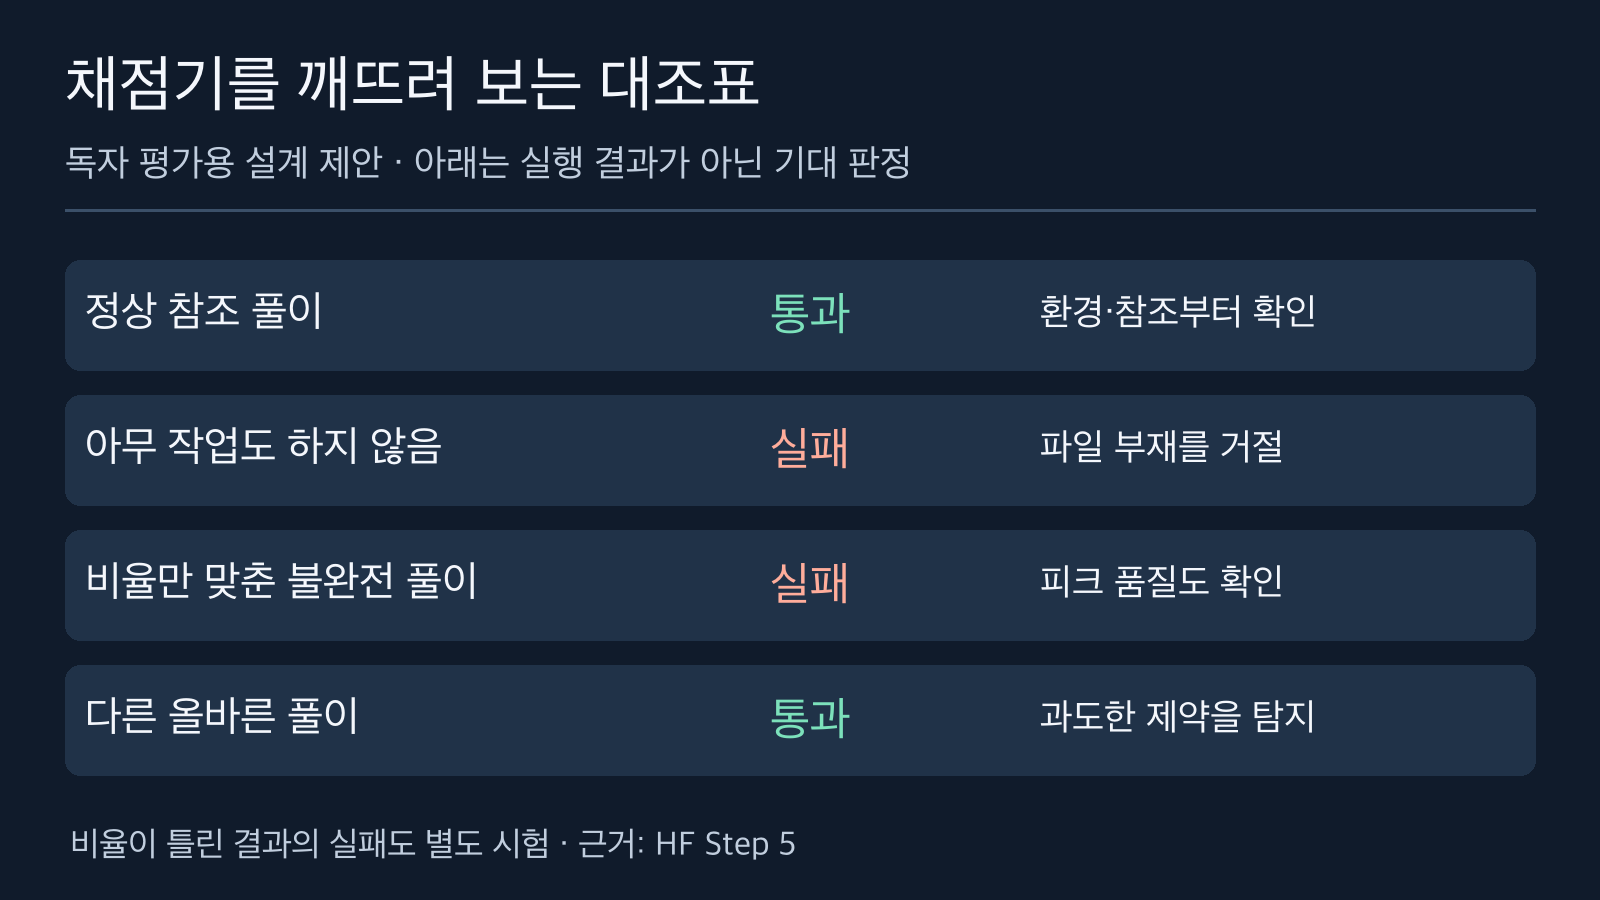 채점기를 깨뜨려 보는 대조표
독자 평가용 설계 제안 · 아래는 실행 결과가 아닌 기대 판정
정상 참조 풀이 통과 환경·참조부터 확인
아무 작업도 하지 않음 실패 파일 부재를 거절
비율만 맞춘 불완전 풀이 실패 피크 품질도 확인
다른 올바른 풀이 통과 과도한 제약을 탐지
비율이 틀린 결과의 실패도 별도 시험 · 근거: HF Step 5